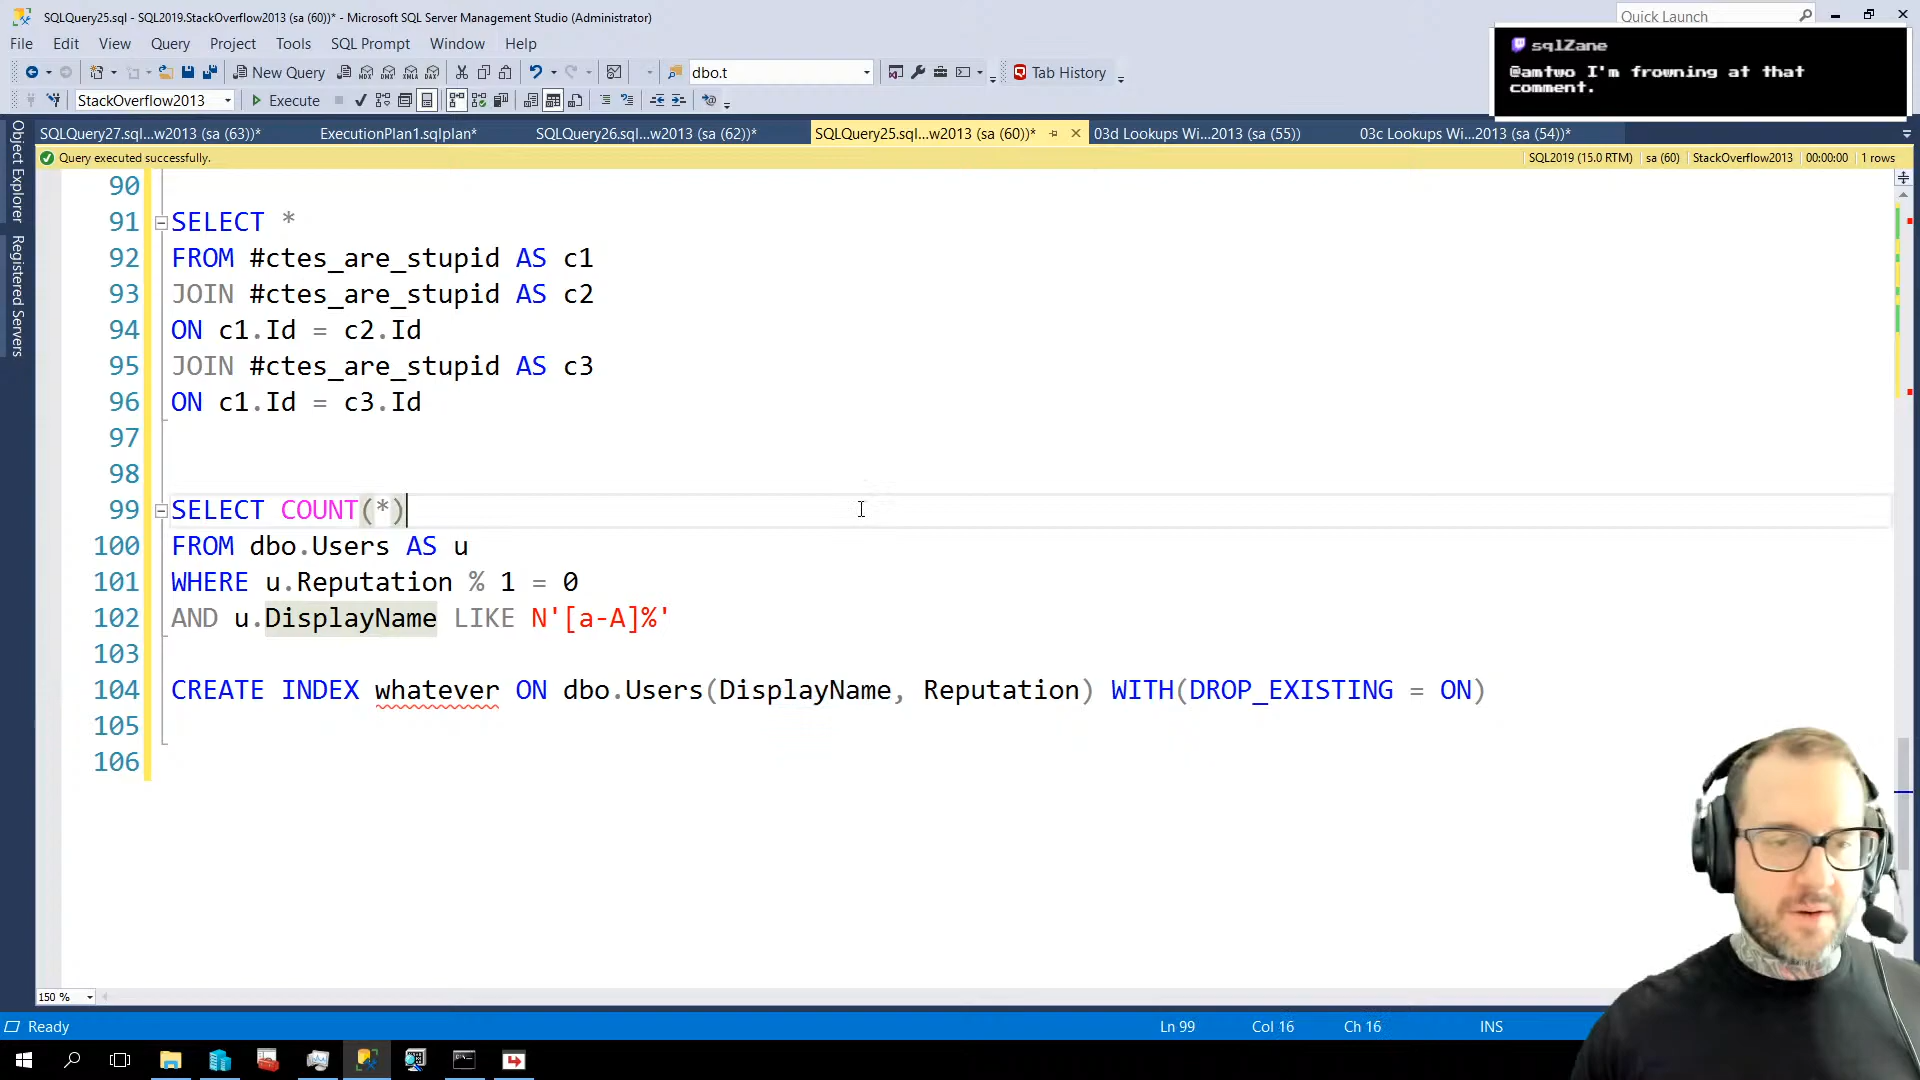 SQLQuery25.sql - SQL2019.StackOverflow2013 (sa (60))* - Microsoft SQL Server Management Studio (Administrator)
Quick Launch
File Edit View Query Project Tools SQL Prompt Window Help
sqlZane
@amtwo I'm frowning at that
comment.
New Query
dbo.t
Tab History
StackOverflow2013
Execute
SQLQuery27.sql...w2013 (sa (63))*
ExecutionPlan1.sqlplan*
SQLQuery26.sql...w2013 (sa (62))*
SQLQuery25.sql...w2013 (sa (60))*
03d Lookups Wi...2013 (sa (55))
03c Lookups Wi...2013 (sa (54))*
Query executed successfully.
SQL2019 (15.0 RTM) sa (60) StackOverflow2013 00:00:00 1 rows
Object Explorer
Registered Servers
90
91 SELECT *
92 FROM #ctes_are_stupid AS c1
93 JOIN #ctes_are_stupid AS c2
94 ON c1.Id = c2.Id
95 JOIN #ctes_are_stupid AS c3
96 ON c1.Id = c3.Id
97
98
99 SELECT COUNT(*)
100 FROM dbo.Users AS u
101 WHERE u.Reputation % 1 = 0
102 AND u.DisplayName LIKE N'[a-A]%'
103
104 CREATE INDEX whatever ON dbo.Users(DisplayName, Reputation) WITH(DROP_EXISTING = ON)
105
106
150 %
Ready
Ln 99 Col 16 Ch 16 INS